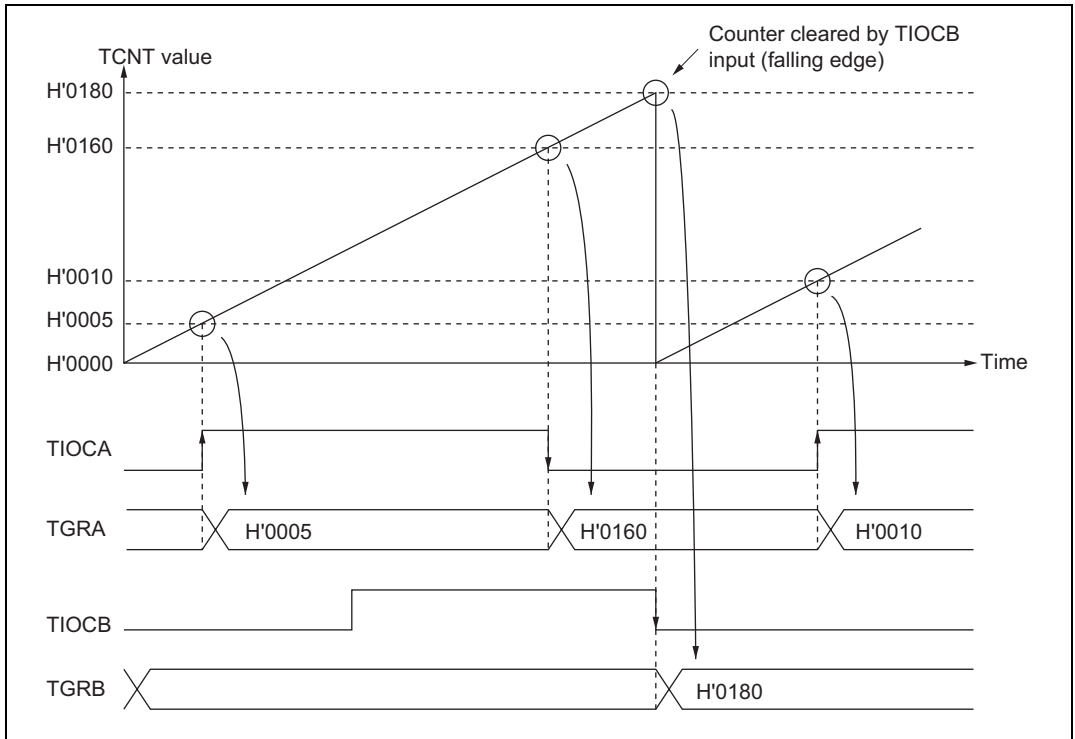 Counter cleared by TIOCB
input (falling edge)
TCNT value
H'0180
H'0160
H'0010
H'0005
H'0000
Time
TIOCA
TGRA
H'0005
H'0160
H'0010
TIOCB
TGRB
H'0180